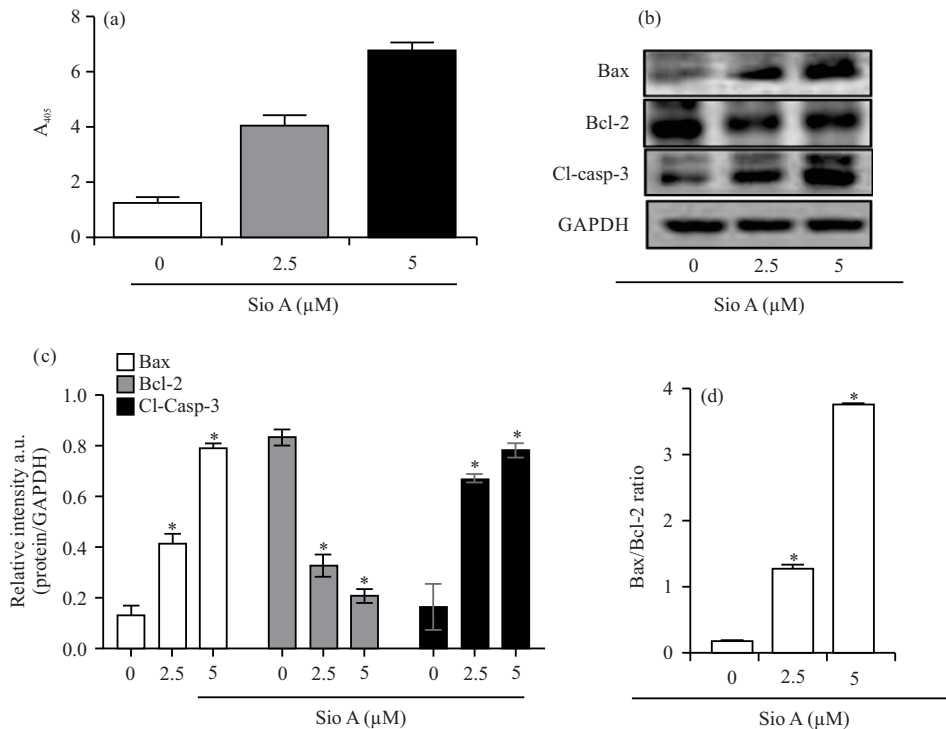 (a)
A₄₀₅
8
6
4
2
0
0 2.5 5
Sio A (µM)
(b)
Bax
Bcl-2
Cl-casp-3
GAPDH
0 2.5 5
Sio A (µM)
(c)
Bax
Bcl-2
Cl-Casp-3
Relative intensity a.u.
(protein/GAPDH)
1.0
0.8
0.6
0.4
0.2
0.0
* * * * * *
0 2.5 5 0 2.5 5 0 2.5 5
Sio A (µM)
(d)
Bax/Bcl-2 ratio
4
3
2
1
0
* *
0 2.5 5
Sio A (µM)